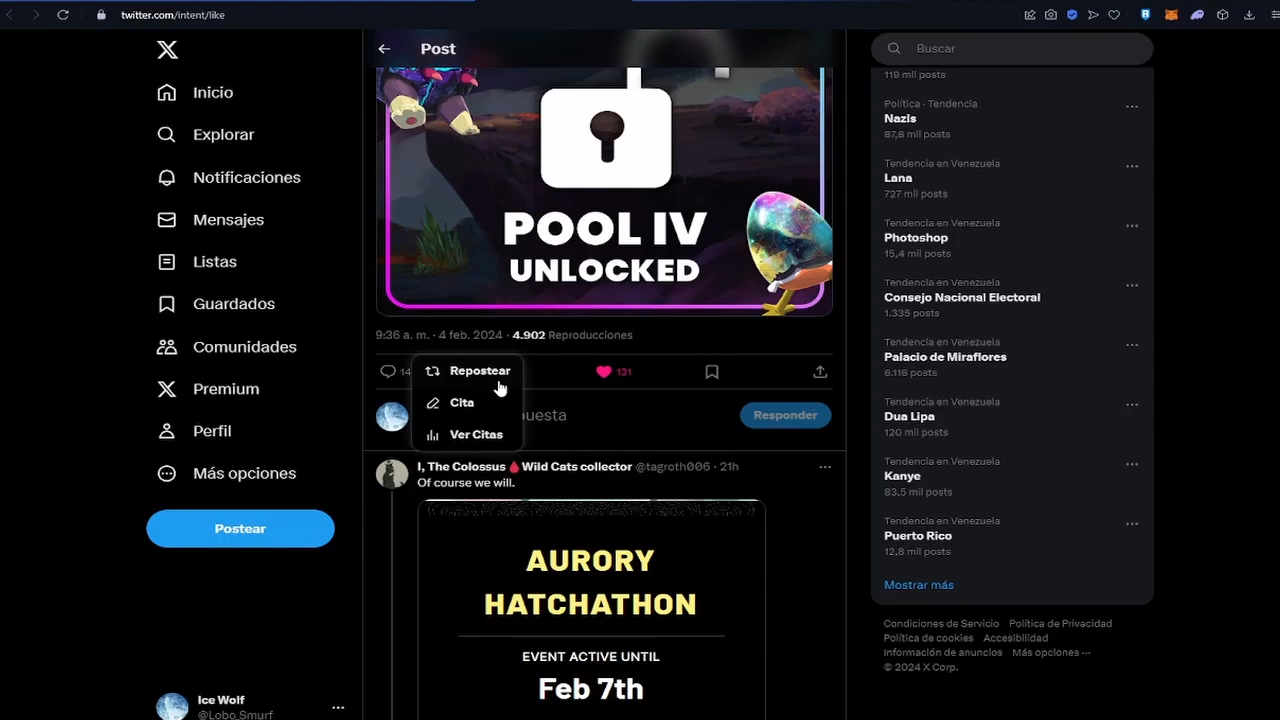 twitter.com/intent/like
Inicio
Explorar
Notificaciones
Mensajes
Listas
Guardados
Comunidades
Premium
Perfil
Más opciones
Postear
Ice Wolf
@Lobo_Smurf
Post
POOL IV
UNLOCKED
9:36 a. m. · 4 feb. 2024 · 4.902 Reproducciones
14
Repostear
131
Cita
Ver Citas
puesta
Responder
I, The Colossus 🩸 Wild Cats collector @tagroth006 · 21h
Of course we will.
AURORY
HATCHATHON
EVENT ACTIVE UNTIL
Feb 7th
Buscar
119 mil posts
Política · Tendencia
Nazis
87,8 mil posts
Tendencia en Venezuela
Lana
727 mil posts
Tendencia en Venezuela
Photoshop
15,4 mil posts
Tendencia en Venezuela
Consejo Nacional Electoral
1.335 posts
Tendencia en Venezuela
Palacio de Miraflores
6.116 posts
Tendencia en Venezuela
Dua Lipa
120 mil posts
Tendencia en Venezuela
Kanye
83,5 mil posts
Tendencia en Venezuela
Puerto Rico
12,8 mil posts
Mostrar más
Condiciones de Servicio Política de Privacidad
Política de cookies Accesibilidad
Información de anuncios Más opciones ···
© 2024 X Corp.